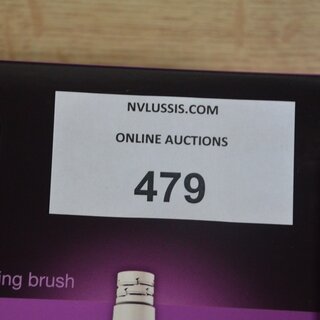 NVLUSSIS.COM
ONLINE AUCTIONS
479
ing brush